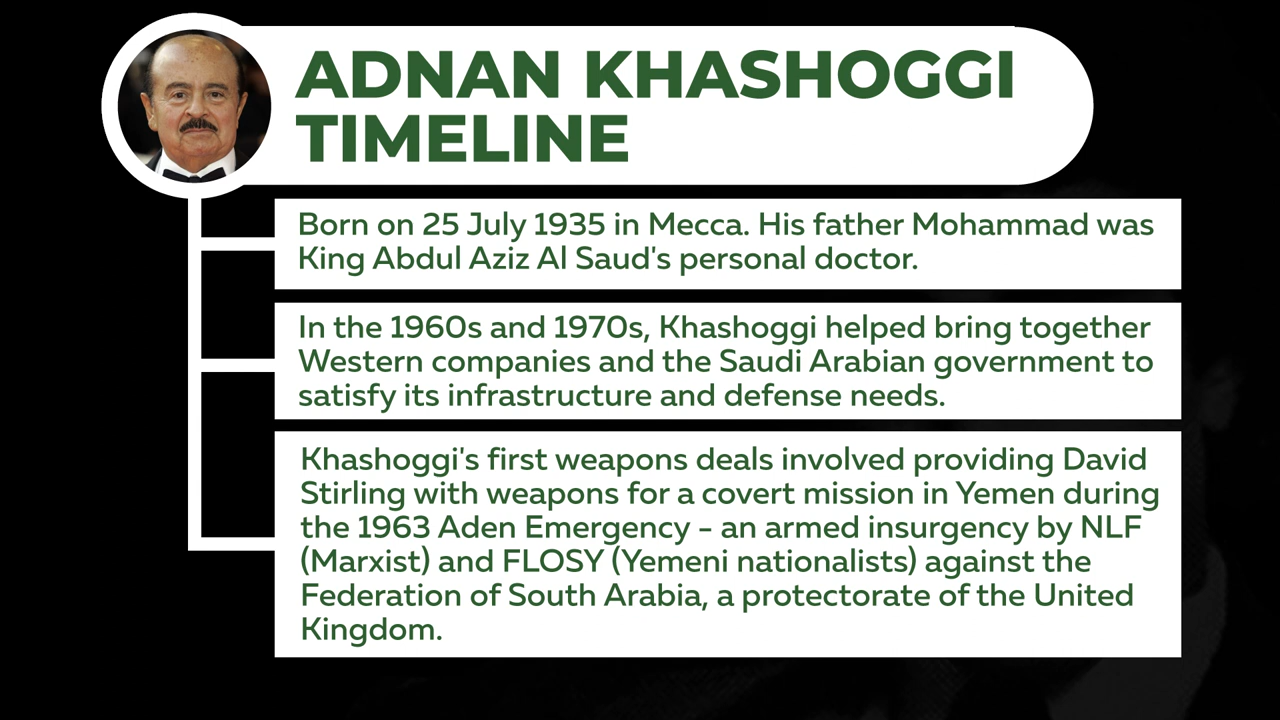 ADNAN KHASHOGGI
TIMELINE
Born on 25 July 1935 in Mecca. His father Mohammad was
King Abdul Aziz Al Saud's personal doctor.
In the 1960s and 1970s, Khashoggi helped bring together
Western companies and the Saudi Arabian government to
satisfy its infrastructure and defense needs.
Khashoggi's first weapons deals involved providing David
Stirling with weapons for a covert mission in Yemen during
the 1963 Aden Emergency - an armed insurgency by NLF
(Marxist) and FLOSY (Yemeni nationalists) against the
Federation of South Arabia, a protectorate of the United
Kingdom.